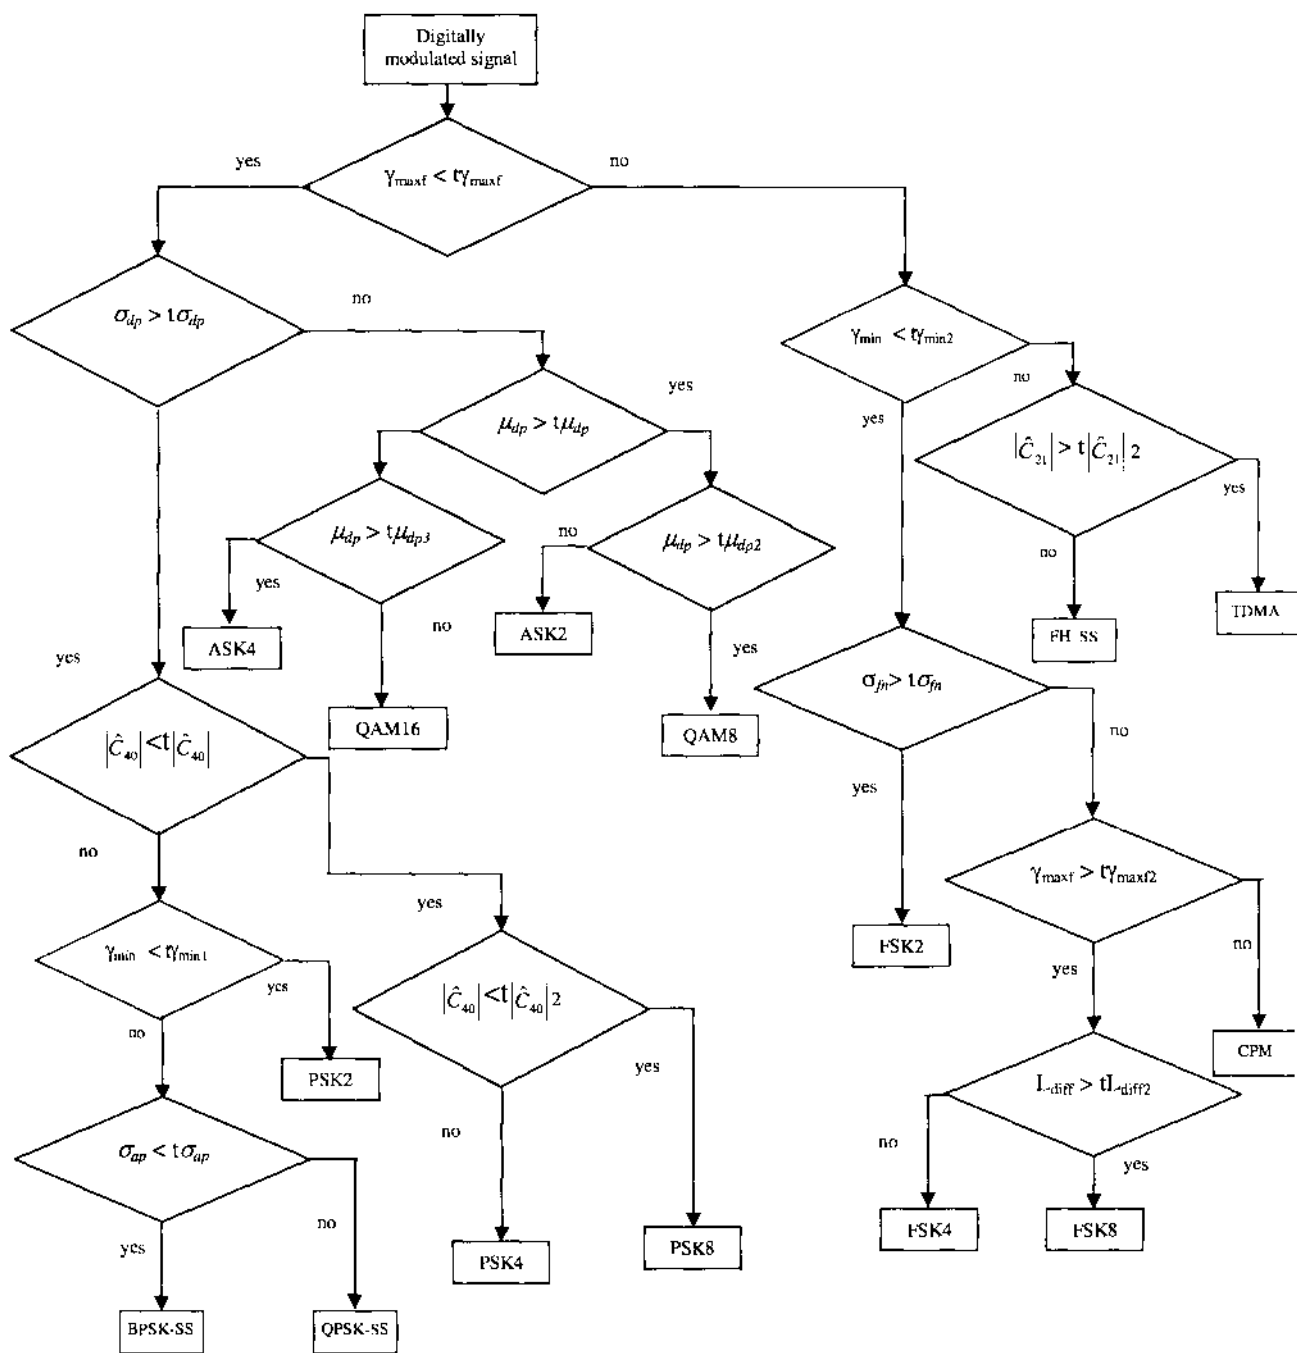 Digitally
modulated signal
yes
no
γmaxf < tγmaxf
no
σdp > tσdp
γmin < tγmin2
no
yes
yes
μdp > tμdp
|Ĉ21| > t|Ĉ21| 2
yes
μdp > tμdp3
no
μdp > tμdp2
no
yes
TDMA
ASK4
no
ASK2
FH SS
yes
yes
σfn > tσfn
QAM16
QAM8
|Ĉ40| < t|Ĉ40|
no
yes
no
γmaxf > tγmaxf2
yes
FSK2
no
γmin < tγmin1
yes
yes
|Ĉ40| < t|Ĉ40| 2
no
CPM
PSK2
yes
L-diff > tL-diff2
no
no
σap < tσap
yes
no
FSK4
FSK8
yes
PSK4
PSK8
BPSK-SS
QPSK-SS